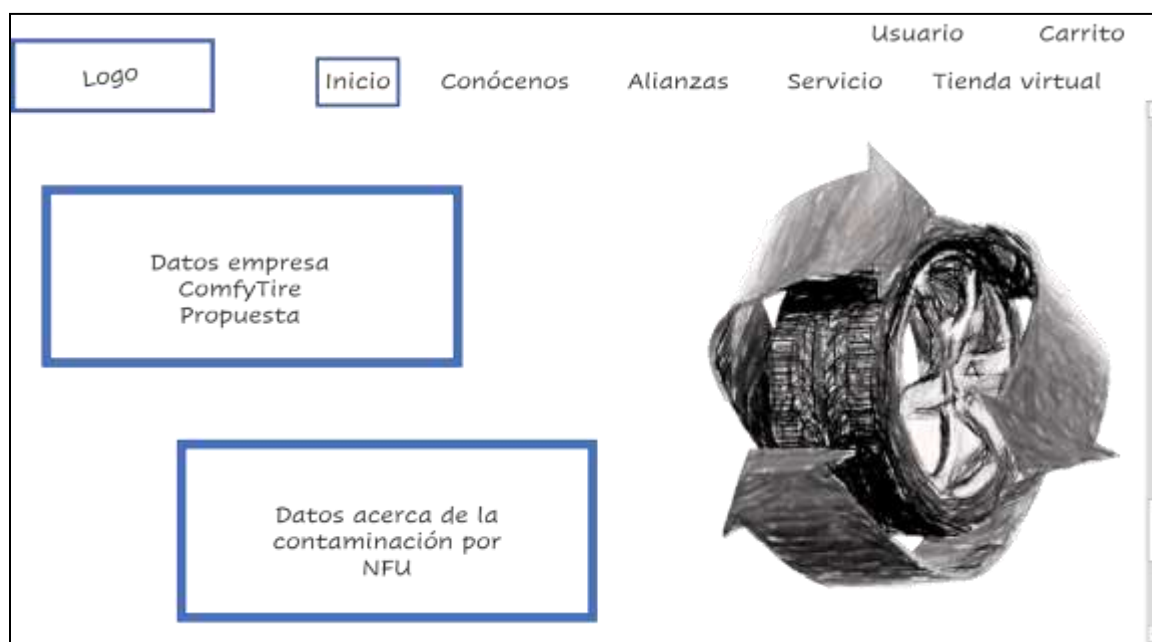 Usuario Carrito
Logo
Inicio Conócenos Alianzas Servicio Tienda virtual
Datos empresa
ComfyTire
Propuesta
Datos acerca de la
contaminación por
NFU